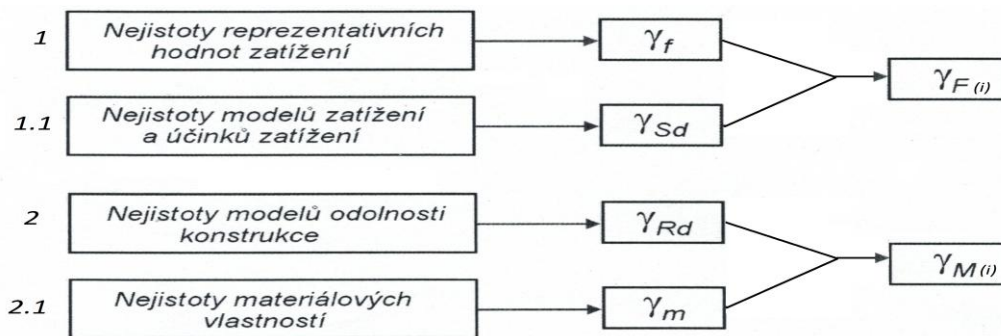 1
Nejistoty reprezentativních
hodnot zatížení
γf
γF (i)
1.1
Nejistoty modelů zatížení
a účinků zatížení
γSd
2
Nejistoty modelů odolnosti
konstrukce
γRd
γM(i)
2.1
Nejistoty materiálových
vlastností
γm